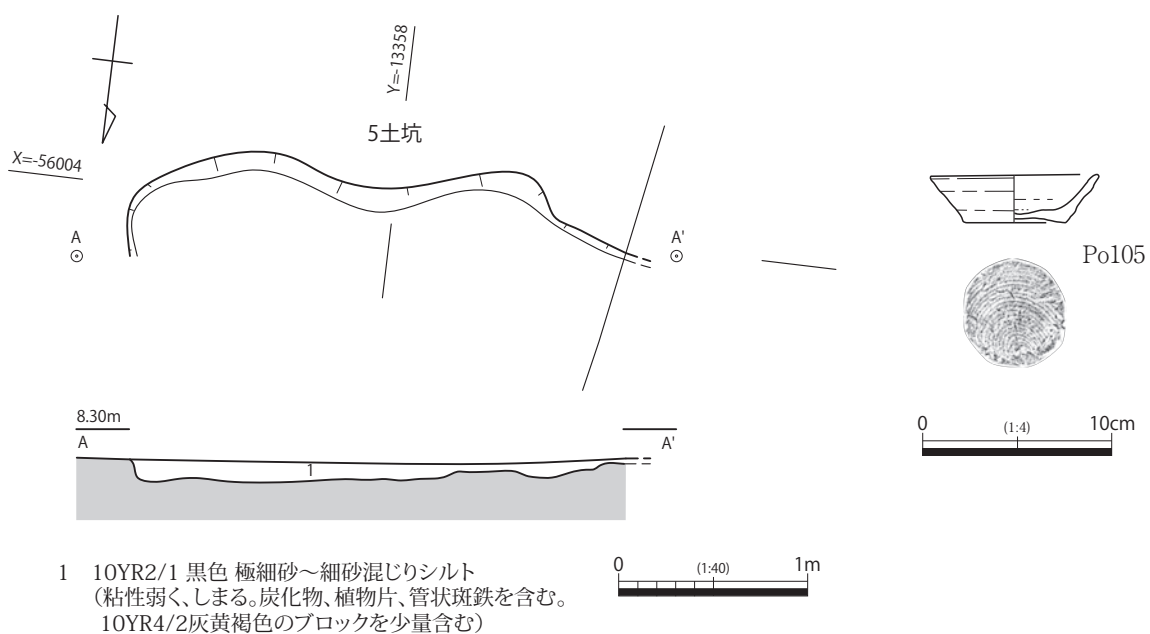 Y=-13358
5土坑
X=-56004
A
A'
Po105
8.30m
A
A'
1
0
(1:4)
10cm
0
(1:40)
1m
1 10YR2/1 黒色 極細砂～細砂混じりシルト
（粘性弱く、しまる。炭化物、植物片、管状斑鉄を含む。
10YR4/2灰黄褐色のブロックを少量含む）